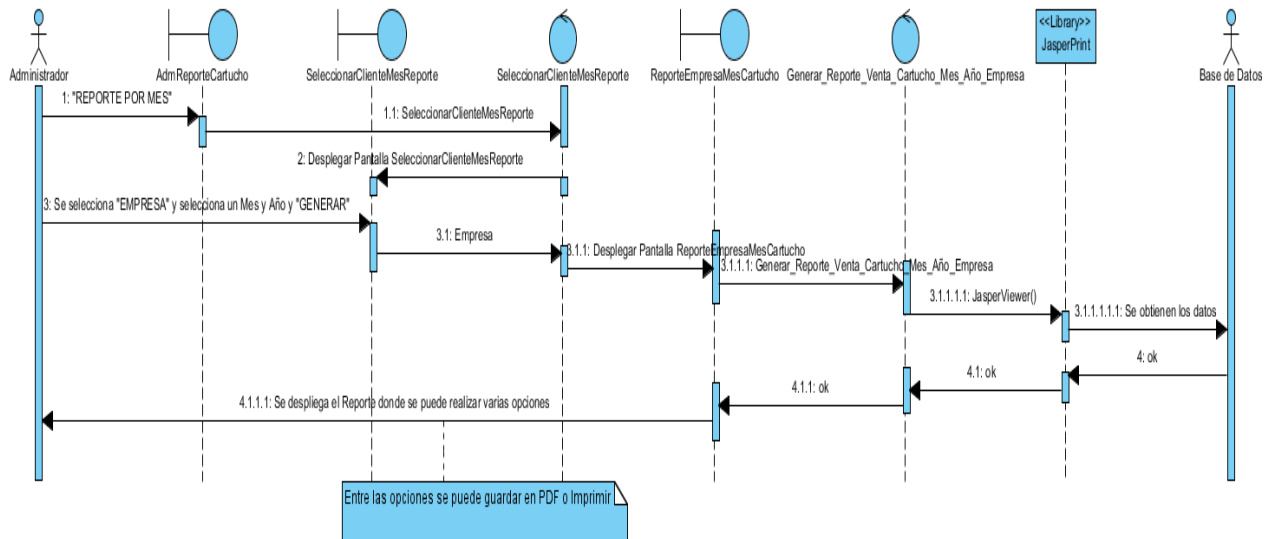 <<Library>>
JasperPrint
Administrador
AdmReporteCartucho
SeleccionarClienteMesReporte
SeleccionarClienteMesReporte
ReporteEmpresaMesCartucho
Generar_Reporte_Venta_Cartucho_Mes_Año_Empresa
Base de Datos
1: "REPORTE POR MES"
1.1: SeleccionarClienteMesReporte
2: Desplegar Pantalla SeleccionarClienteMesReporte
3: Se selecciona "EMPRESA" y selecciona un Mes y Año y "GENERAR"
3.1: Empresa
3.1.1: Desplegar Pantalla ReporteEmpresaMesCartucho
3.1.1.1: Generar_Reporte_Venta_Cartucho_Mes_Año_Empresa
3.1.1.1.1: JasperViewer()
3.1.1.1.1.1: Se obtienen los datos
4: ok
4.1: ok
4.1.1: ok
4.1.1.1: Se despliega el Reporte donde se puede realizar varias opciones
Entre las opciones se puede guardar en PDF o Imprimir